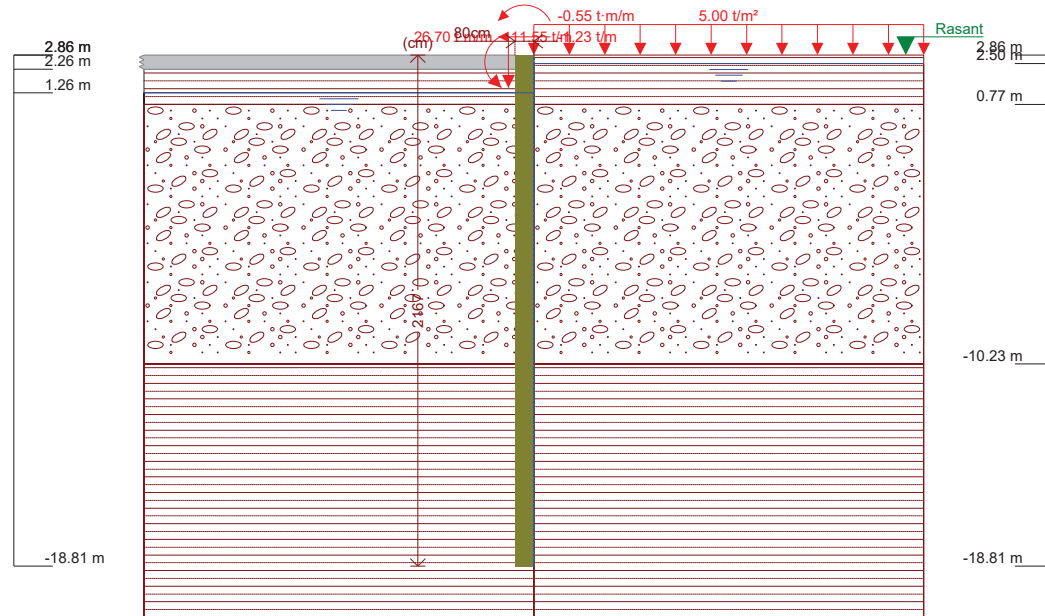 -0.55 t·m/m
5.00 t/m²
Rasant
80cm
26.70
11.55 t/m
-1.23 t/m
(cm)
2.86 m
2.26 m
1.26 m
2.86 m
2.50 m
0.77 m
2167
-10.23 m
-18.81 m
-18.81 m